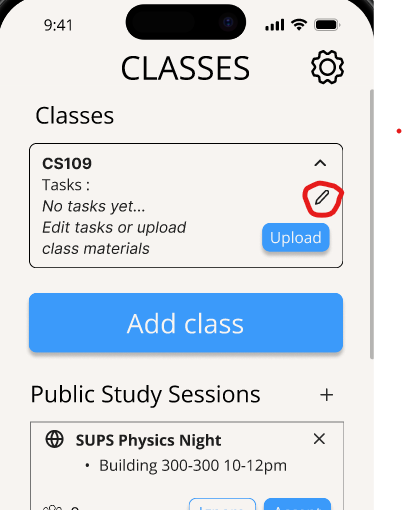 9:41
CLASSES
Classes
CS109
Tasks :
No tasks yet...
Edit tasks or upload
class materials
Upload
Add class
Public Study Sessions +
SUPS Physics Night
• Building 300-300 10-12pm